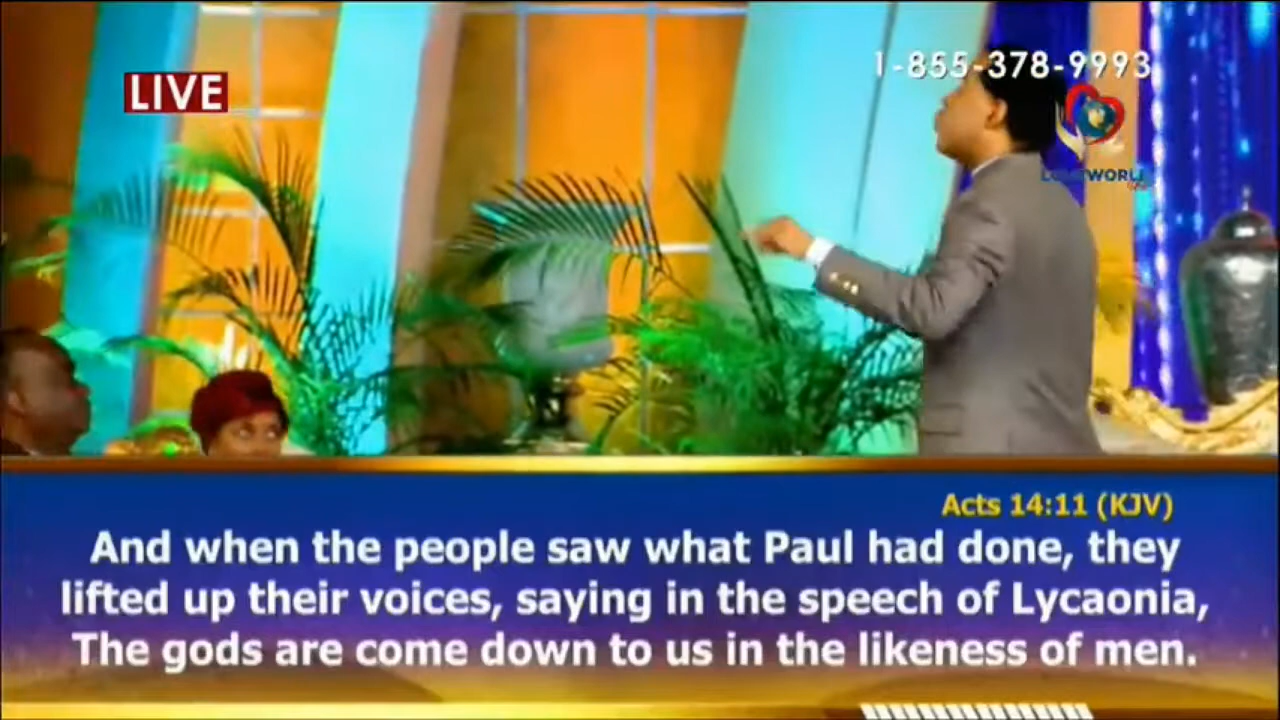 1-855-378-9993
LIVE
Acts 14:11 (KJV)
And when the people saw what Paul had done, they
lifted up their voices, saying in the speech of Lycaonia,
The gods are come down to us in the likeness of men.